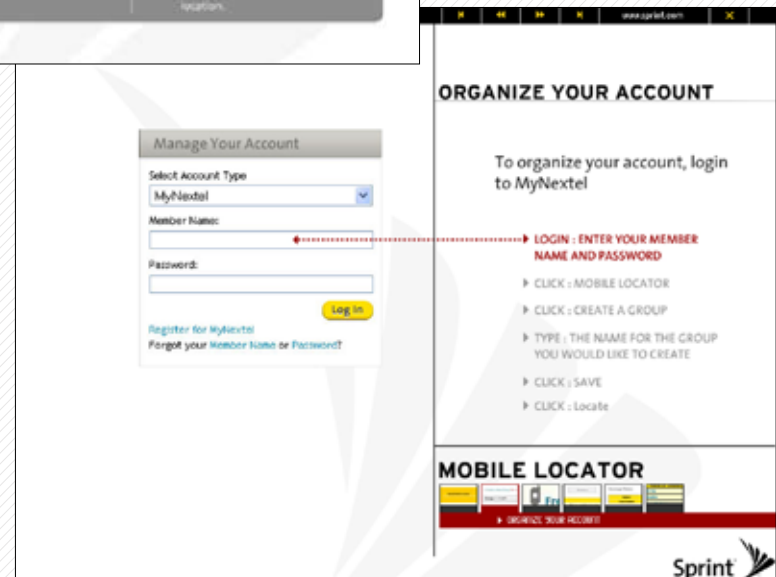 location.
www.sprint.com
ORGANIZE YOUR ACCOUNT
To organize your account, login
to MyNextel
LOGIN : ENTER YOUR MEMBER
NAME AND PASSWORD
CLICK : MOBILE LOCATOR
CLICK : CREATE A GROUP
TYPE : THE NAME FOR THE GROUP
YOU WOULD LIKE TO CREATE
CLICK : SAVE
CLICK : Locate
Manage Your Account
Select Account Type
MyNextel
Member Name:
Password:
Log In
Register for MyNextel
Forgot your Member Name or Password?
MOBILE LOCATOR
ORGANIZE YOUR ACCOUNT
Sprint